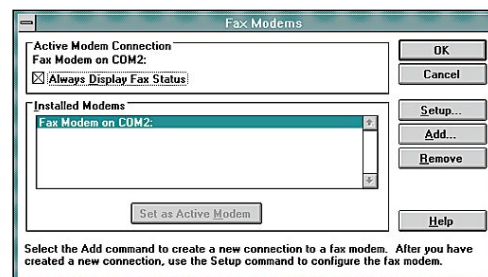 Fax Modems
Active Modem Connection
Fax Modem on COM2:
Always Display Fax Status
OK
Cancel
Installed Modems
Fax Modem on COM2:
Setup...
Add...
Remove
Set as Active Modem
Help
Select the Add command to create a new connection to a fax modem. After you have
created a new connection, use the Setup command to configure the fax modem.